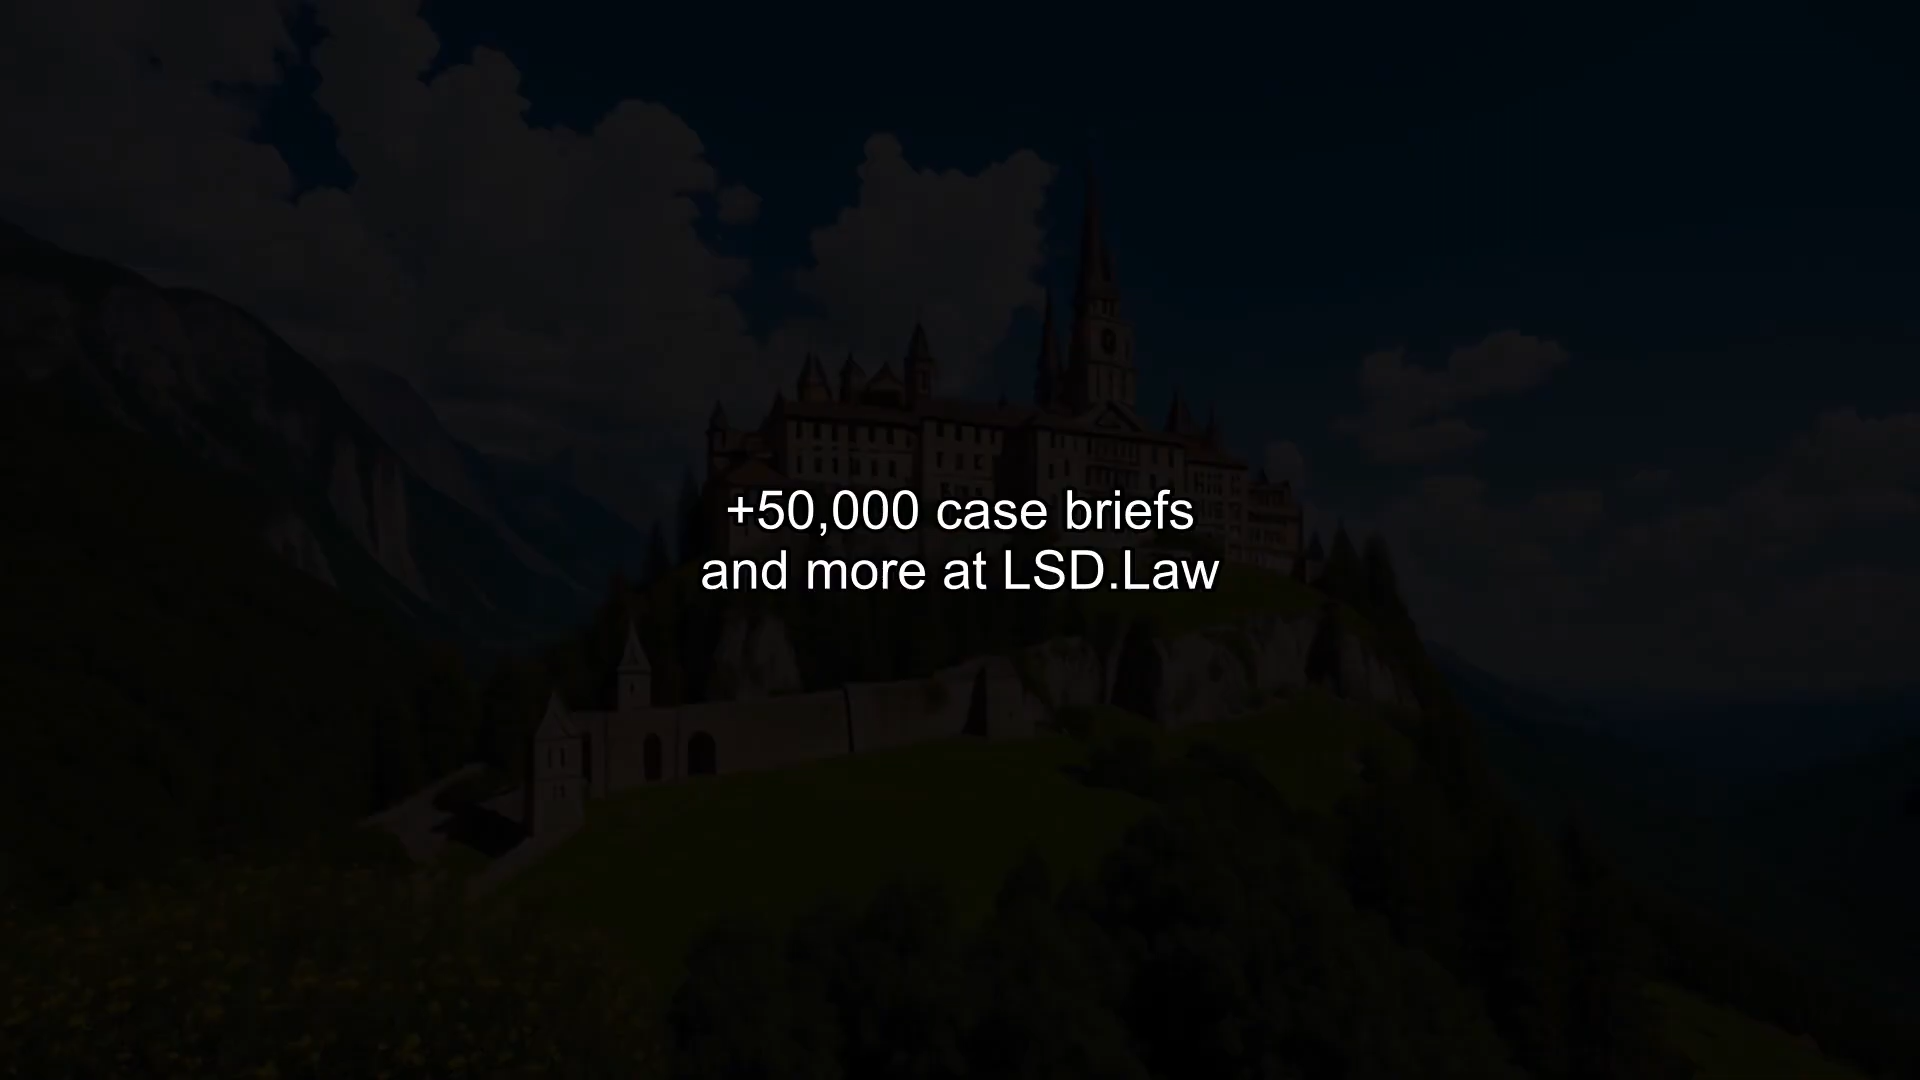 +50,000 case briefs
and more at LSD.Law